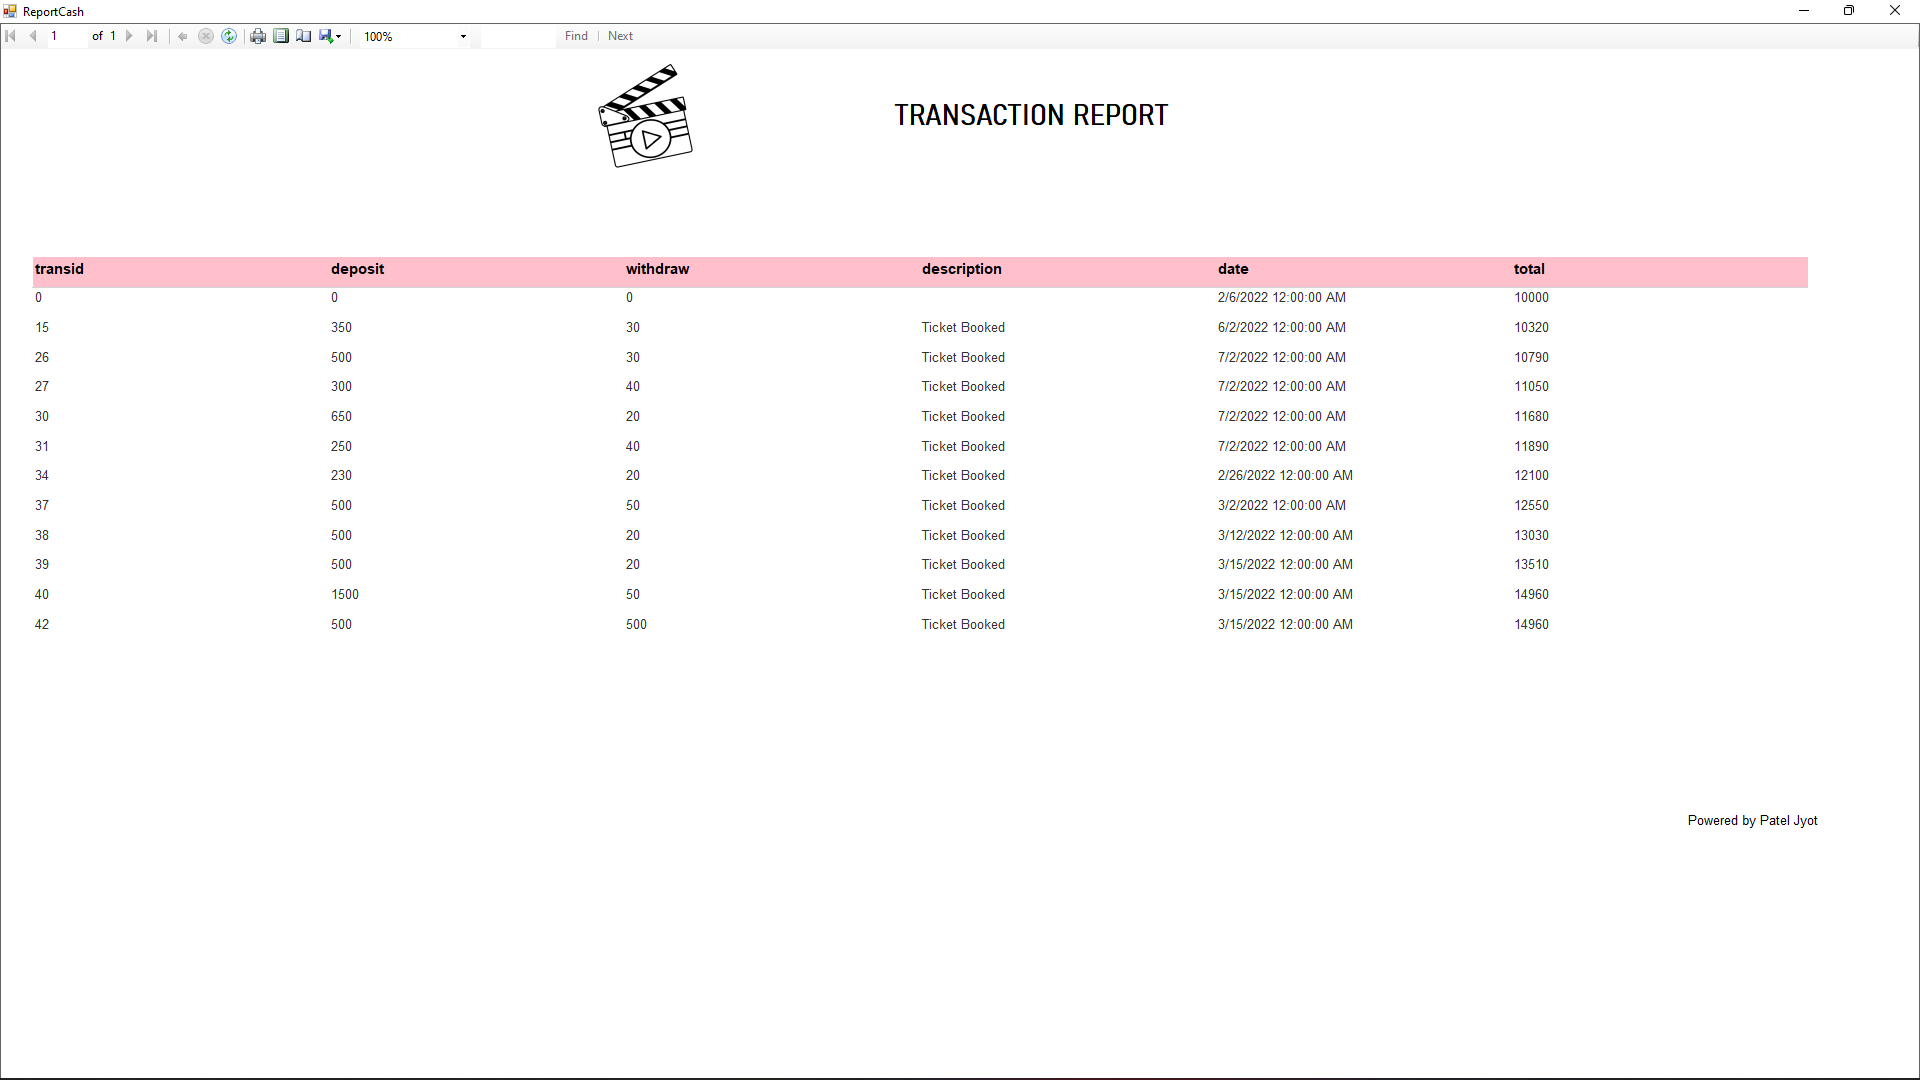 ReportCash
1 of 1 100% Find Next
TRANSACTION REPORT
transid deposit withdraw description date total
0 0 0 2/6/2022 12:00:00 AM 10000
15 350 30 Ticket Booked 6/2/2022 12:00:00 AM 10320
26 500 30 Ticket Booked 7/2/2022 12:00:00 AM 10790
27 300 40 Ticket Booked 7/2/2022 12:00:00 AM 11050
30 650 20 Ticket Booked 7/2/2022 12:00:00 AM 11680
31 250 40 Ticket Booked 7/2/2022 12:00:00 AM 11890
34 230 20 Ticket Booked 2/26/2022 12:00:00 AM 12100
37 500 50 Ticket Booked 3/2/2022 12:00:00 AM 12550
38 500 20 Ticket Booked 3/12/2022 12:00:00 AM 13030
39 500 20 Ticket Booked 3/15/2022 12:00:00 AM 13510
40 1500 50 Ticket Booked 3/15/2022 12:00:00 AM 14960
42 500 500 Ticket Booked 3/15/2022 12:00:00 AM 14960
Powered by Patel Jyot